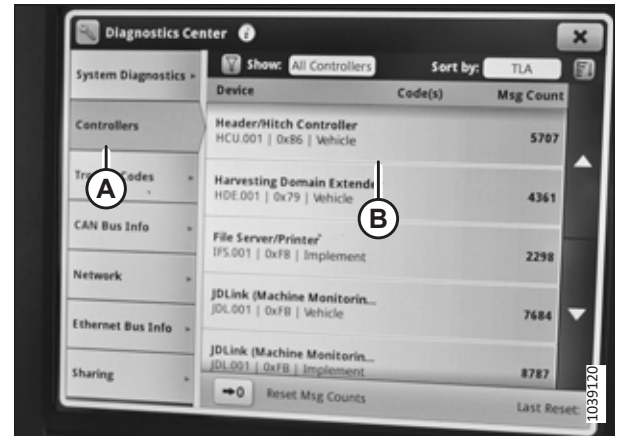 Diagnostics Center
System Diagnostics
Show: All Controllers Sort by: TLA
Device Code(s) Msg Count
Controllers
Header/Hitch Controller
HCU.001 | 0x86 | Vehicle 5707
A
Codes
Harvesting Domain Extende
HDE.001 | 0x79 | Vehicle 4361
B
CAN Bus Info
File Server/Printer
IFS.001 | 0xF8 | Implement 2298
Network
JDLink (Machine Monitorin...
JDL.001 | 0xFB | Vehicle 7684
Ethernet Bus Info
JDLink (Machine Monitorin...
JDL.001 | 0xFB | Implement 8787
Sharing
→0 Reset Msg Counts
Last Reset:
1039120